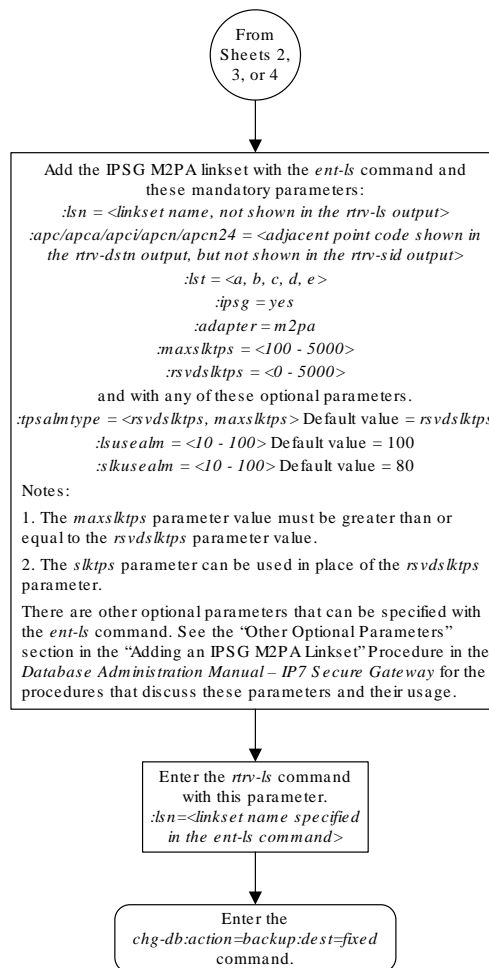 From
Sheets 2,
3, or 4
Add the IPSG M2PA linkset with the ent-ls command and
these mandatory parameters:
:lsn = <linkset name, not shown in the rtrv-ls output>
:apc/apca/apci/apcn/apcn24 = <adjacent point code shown in
the rtrv-dstn output, but not shown in the rtrv-sid output>
:lst = <a, b, c, d, e>
:ipsg = yes
:adapter = m2pa
:maxslktps = <100 - 5000>
:rsvdslktps = <0 - 5000>
and with any of these optional parameters.
:tpsalmtype = <rsvdslktps, maxslktps> Default value = rsvdslktps
:lsusealm = <10 - 100> Default value = 100
:slkusealm = <10 - 100> Default value = 80
Notes:
1. The maxslktps parameter value must be greater than or
equal to the rsvdslktps parameter value.
2. The slktps parameter can be used in place of the rsvdslktps
parameter.
There are other optional parameters that can be specified with
the ent-ls command. See the “Other Optional Parameters”
section in the “Adding an IPSG M2PA Linkset” Procedure in the
Database Administration Manual – IP7 Secure Gateway for the
procedures that discuss these parameters and their usage.
Enter the rtrv-ls command
with this parameter.
:lsn=<linkset name specified
in the ent-ls command>
Enter the
chg-db:action=backup:dest=fixed
command.